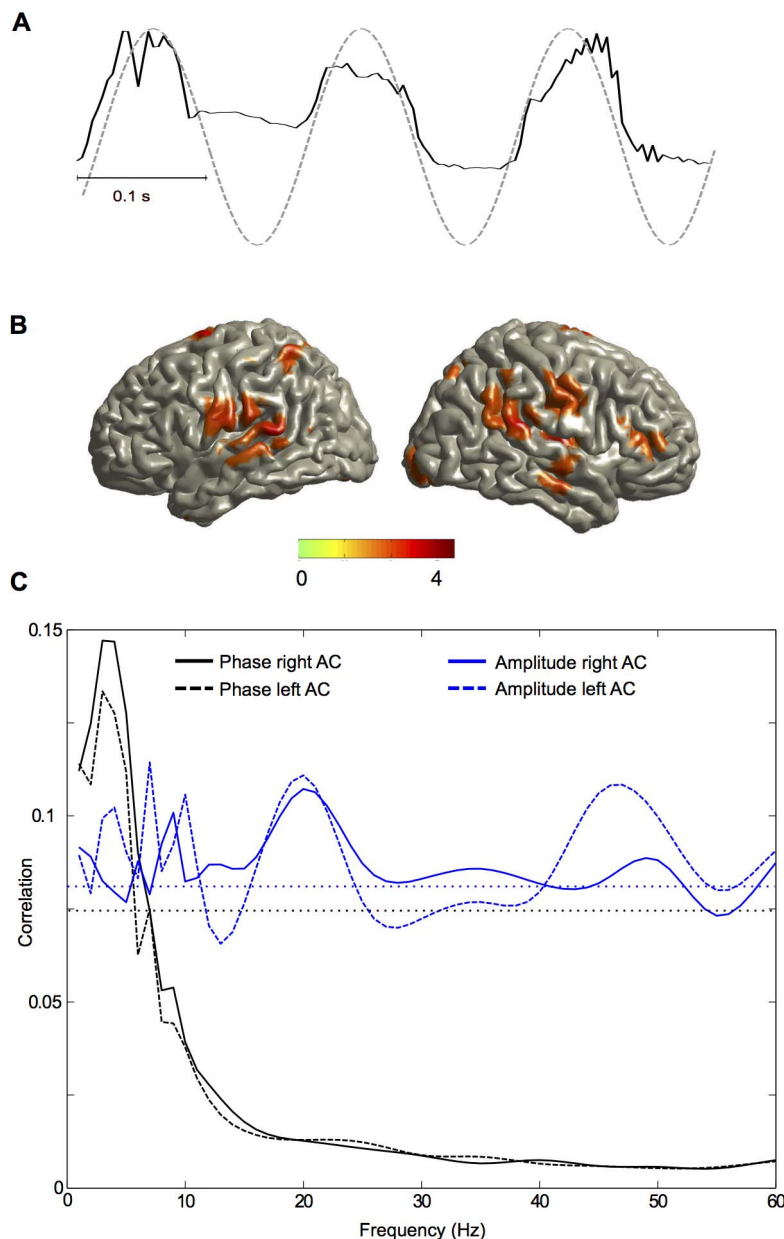 A
0.1 s
B
0 4
C
0.15
Phase right AC Amplitude right AC
Phase left AC Amplitude left AC
0.1
Correlation
0.05
0
0 10 20 30 40 50 60
Frequency (Hz)